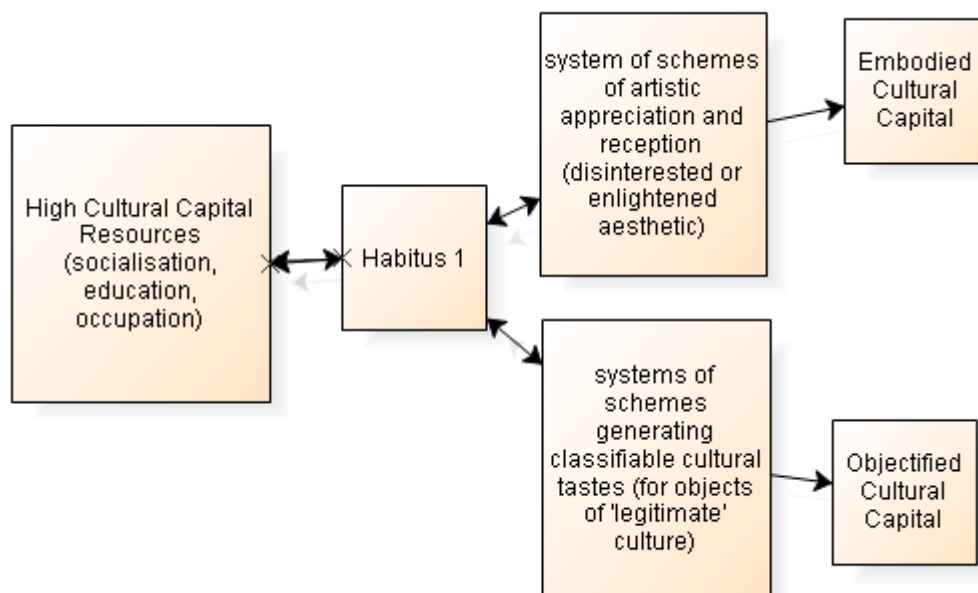 High Cultural Capital
Resources
(socialisation,
education,
occupation)
Habitus 1
system of schemes
of artistic
appreciation and
reception
(disinterested or
enlightened
aesthetic)
Embodied
Cultural
Capital
systems of
schemes
generating
classifiable cultural
tastes (for objects
of 'legitimate'
culture)
Objectified
Cultural
Capital